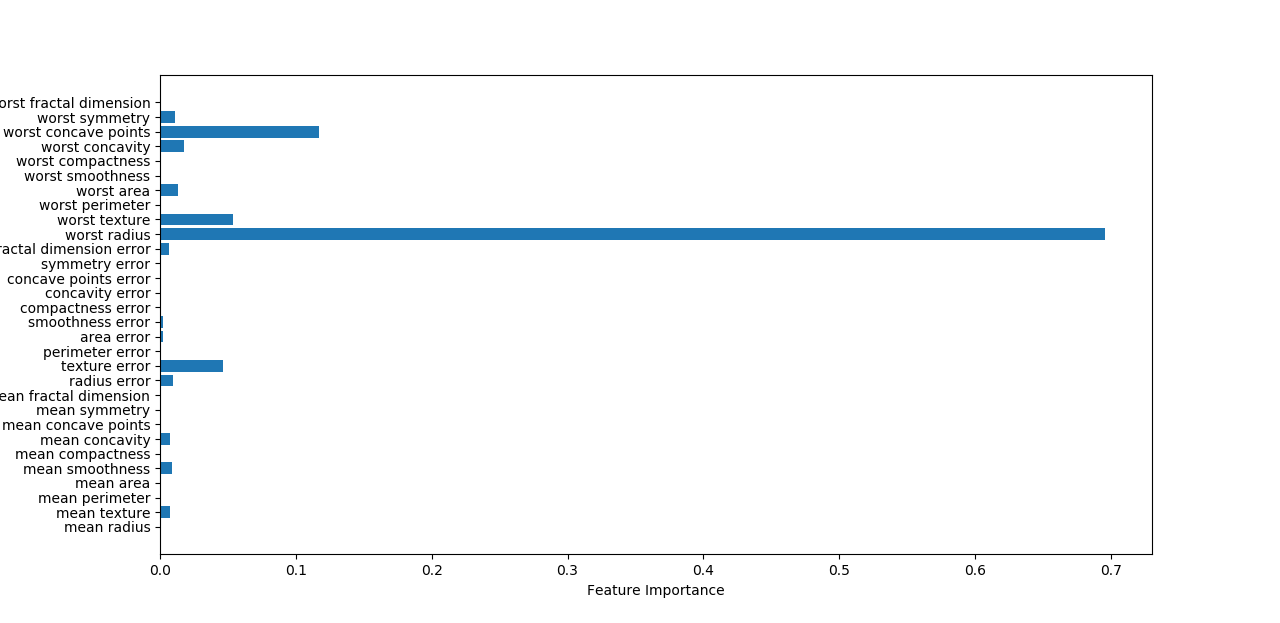 orst fractal dimension
worst symmetry
worst concave points
worst concavity
worst compactness
worst smoothness
worst area
worst perimeter
worst texture
worst radius
ractal dimension error
symmetry error
concave points error
concavity error
compactness error
smoothness error
area error
perimeter error
texture error
radius error
ean fractal dimension
mean symmetry
mean concave points
mean concavity
mean compactness
mean smoothness
mean area
mean perimeter
mean texture
mean radius
0.0 0.1 0.2 0.3 0.4 0.5 0.6 0.7
Feature Importance